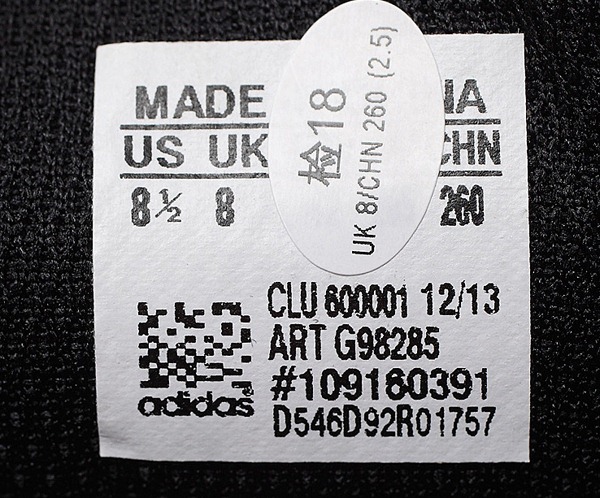 MADE
US UK CHN
8½ 8 260
检18
UK 8/CHN 260 (2.5)
CLU 600001 12/13
ART G98285
#109160391
adidas®
D546D92R01757